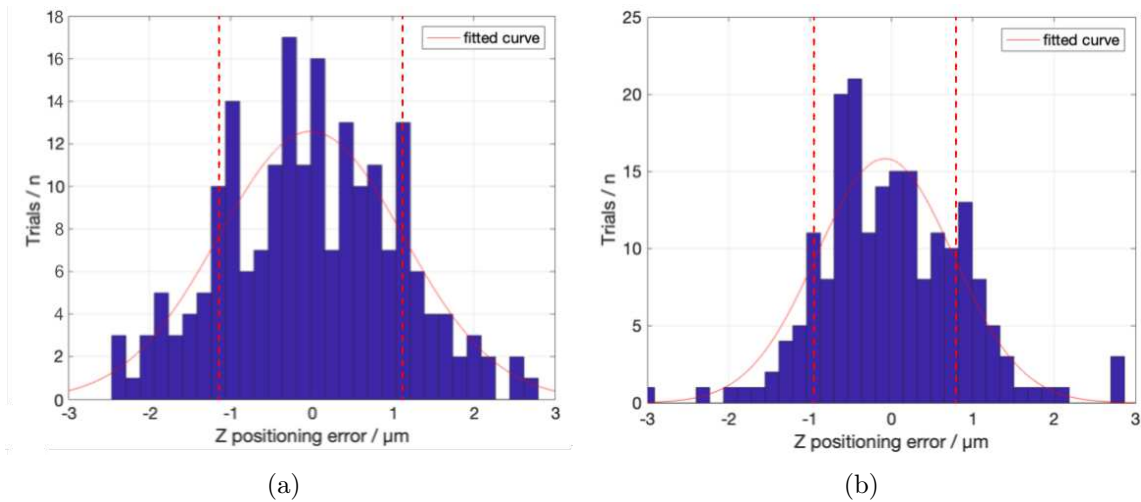 18
16
14
12
10
8
6
4
2
0
Trials / n
fitted curve
-3 -2 -1 0 1 2 3
Z positioning error / µm
(a)
25
20
15
10
5
0
Trials / n
fitted curve
-3 -2 -1 0 1 2 3
Z positioning error / µm
(b)